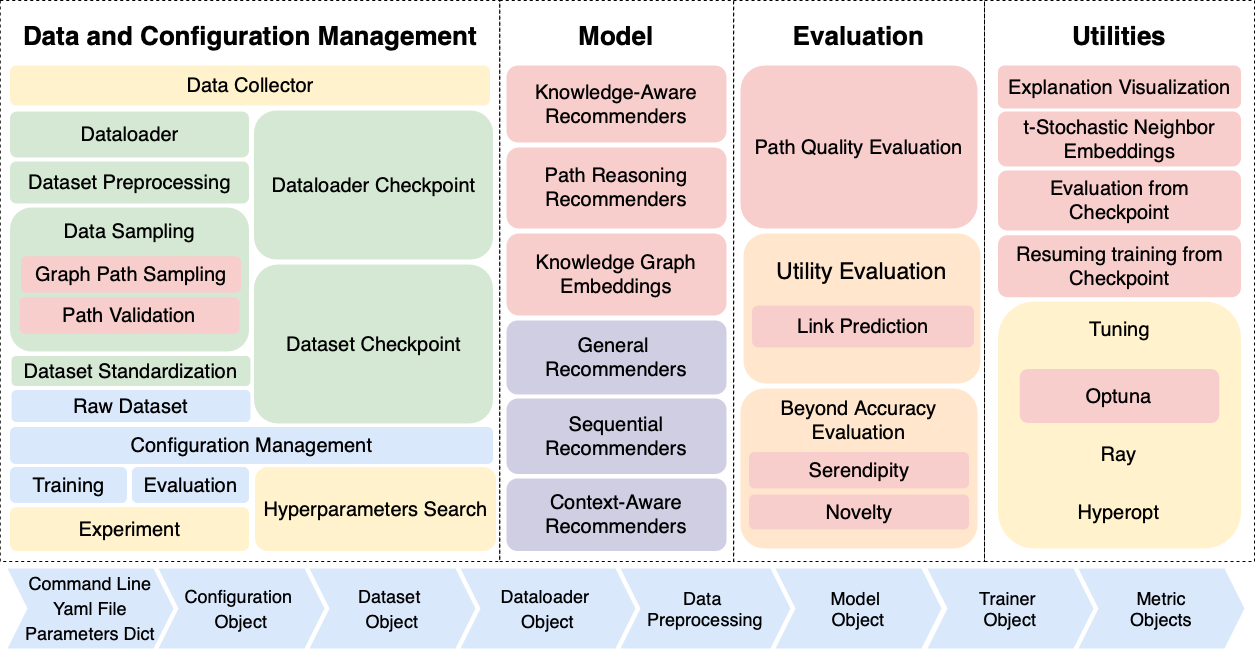 Data and Configuration Management
Data Collector
Dataloader
Dataset Preprocessing
Data Sampling
Graph Path Sampling
Path Validation
Dataset Standardization
Raw Dataset
Dataloader Checkpoint
Dataset Checkpoint
Configuration Management
Training
Evaluation
Experiment
Hyperparameters Search
Model
Knowledge-Aware
Recommenders
Path Reasoning
Recommenders
Knowledge Graph
Embeddings
General
Recommenders
Sequential
Recommenders
Context-Aware
Recommenders
Evaluation
Path Quality Evaluation
Utility Evaluation
Link Prediction
Beyond Accuracy
Evaluation
Serendipity
Novelty
Utilities
Explanation Visualization
t-Stochastic Neighbor
Embeddings
Evaluation from
Checkpoint
Resuming training from
Checkpoint
Tuning
Optuna
Ray
Hyperopt
Command Line
Yaml File
Parameters Dict
Configuration
Object
Dataset
Object
Dataloader
Object
Data
Preprocessing
Model
Object
Trainer
Object
Metric
Objects